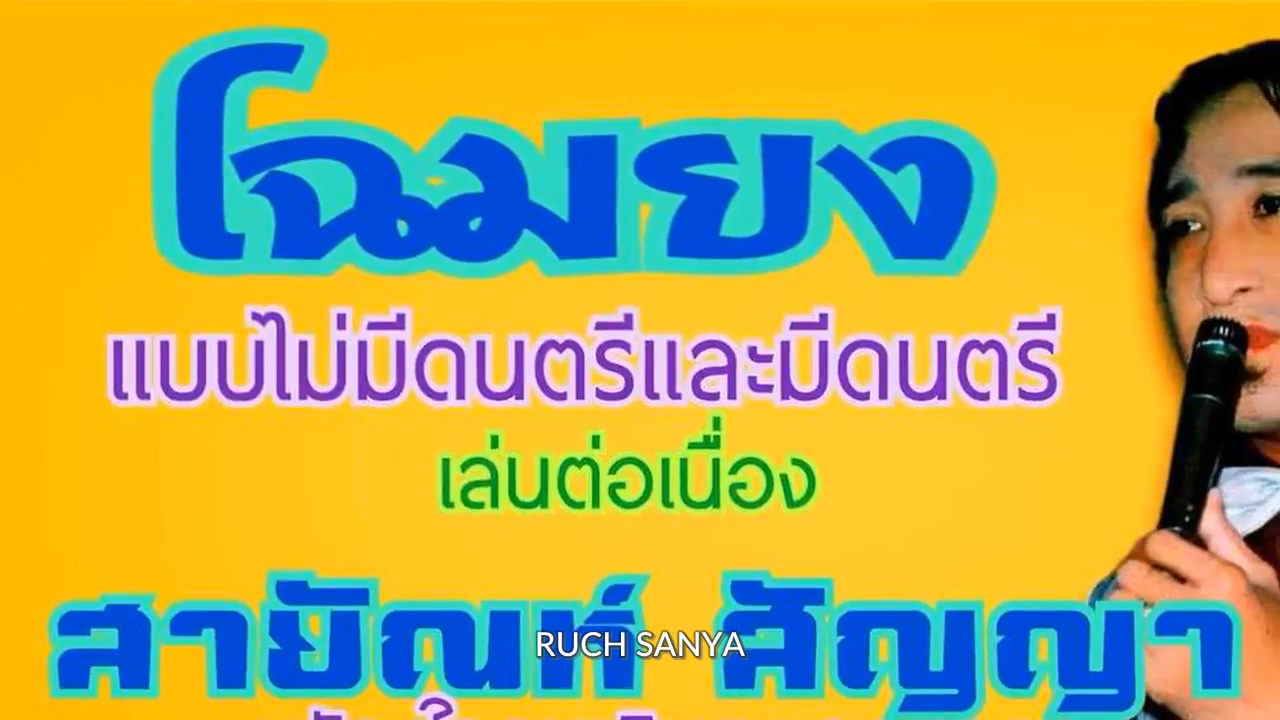 โฉมยง
แบบไม่มีดนตรีและมีดนตรี
เล่นต่อเนื่อง
สายัณห์ สัญญา
RUCH SANYA